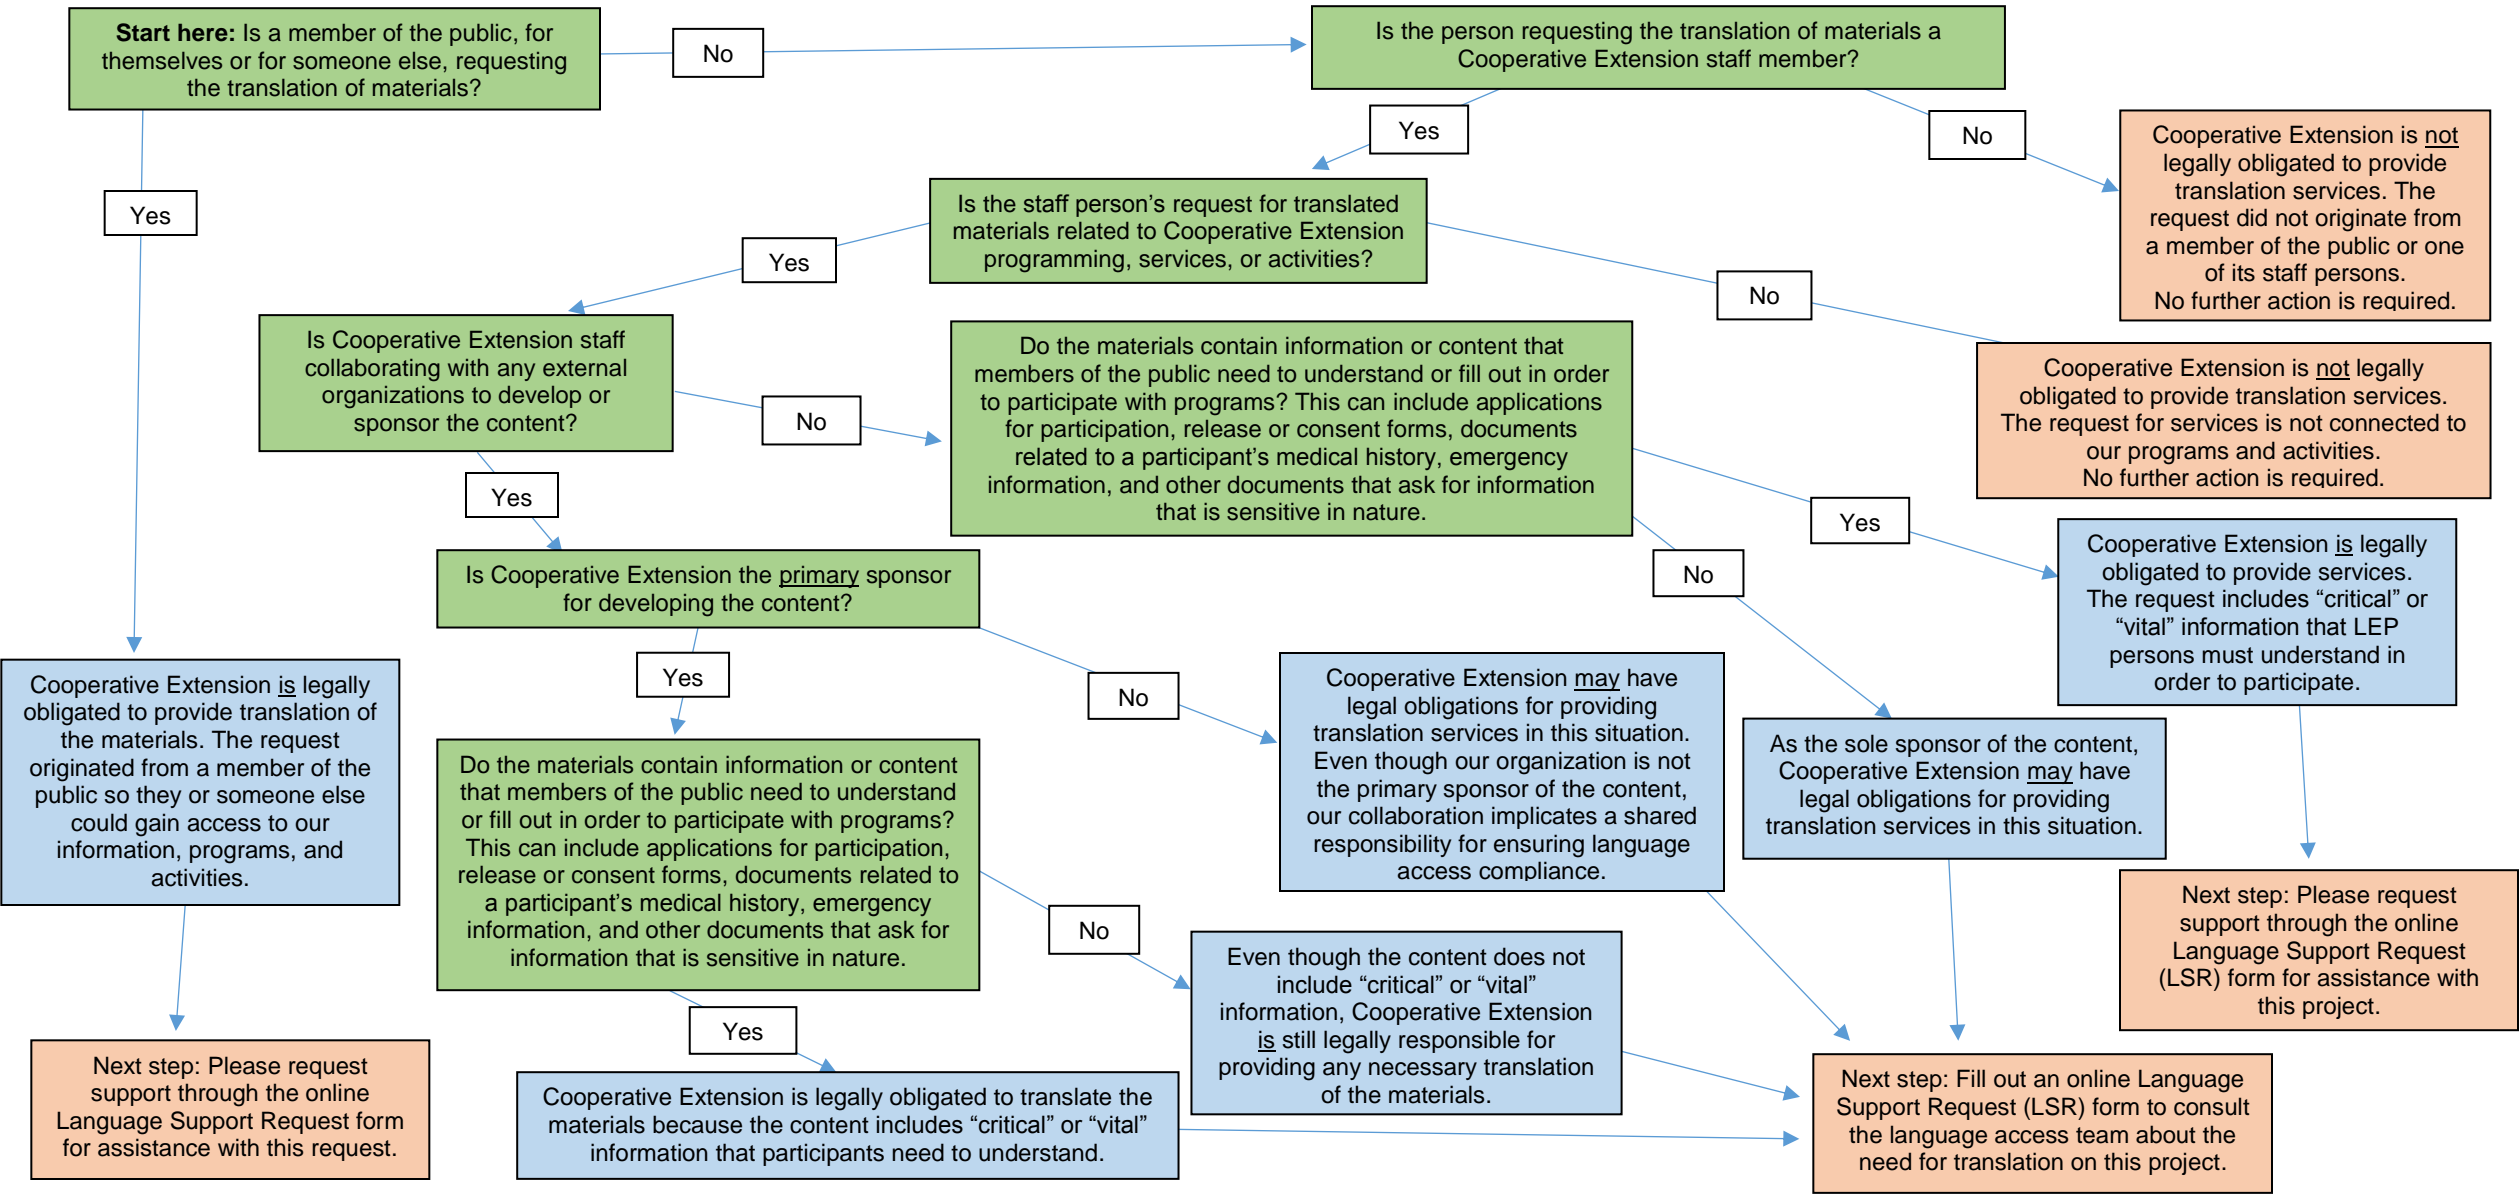 Start here: Is a member of the public, for
themselves or for someone else, requesting
the translation of materials?
No
Is the person requesting the translation of materials a
Cooperative Extension staff member?
Yes
No
Cooperative Extension is not
legally obligated to provide
translation services. The
request did not originate from
a member of the public or one
of its staff persons.
No further action is required.
Yes
Is the staff person’s request for translated
materials related to Cooperative Extension
programming, services, or activities?
Yes
No
Cooperative Extension is not legally
obligated to provide translation services.
The request for services is not connected to
our programs and activities.
No further action is required.
Is Cooperative Extension staff
collaborating with any external
organizations to develop or
sponsor the content?
No
Do the materials contain information or content that
members of the public need to understand or fill out in order
to participate with programs? This can include applications
for participation, release or consent forms, documents
related to a participant’s medical history, emergency
information, and other documents that ask for information
that is sensitive in nature.
Yes
Yes
No
Cooperative Extension is legally
obligated to provide services.
The request includes “critical” or
“vital” information that LEP
persons must understand in
order to participate.
Is Cooperative Extension the primary sponsor
for developing the content?
Yes
No
Cooperative Extension is legally
obligated to provide translation of
the materials. The request
originated from a member of the
public so they or someone else
could gain access to our
information, programs, and
activities.
Cooperative Extension may have
legal obligations for providing
translation services in this situation.
Even though our organization is not
the primary sponsor of the content,
our collaboration implicates a shared
responsibility for ensuring language
access compliance.
As the sole sponsor of the content,
Cooperative Extension may have
legal obligations for providing
translation services in this situation.
Do the materials contain information or content
that members of the public need to understand
or fill out in order to participate with programs?
This can include applications for participation,
release or consent forms, documents related to
a participant’s medical history, emergency
information, and other documents that ask for
information that is sensitive in nature.
No
Yes
Even though the content does not
include “critical” or “vital”
information, Cooperative Extension
is still legally responsible for
providing any necessary translation
of the materials.
Next step: Please request
support through the online
Language Support Request
(LSR) form for assistance with
this project.
Next step: Please request
support through the online
Language Support Request form
for assistance with this request.
Cooperative Extension is legally obligated to translate the
materials because the content includes “critical” or “vital”
information that participants need to understand.
Next step: Fill out an online Language
Support Request (LSR) form to consult
the language access team about the
need for translation on this project.